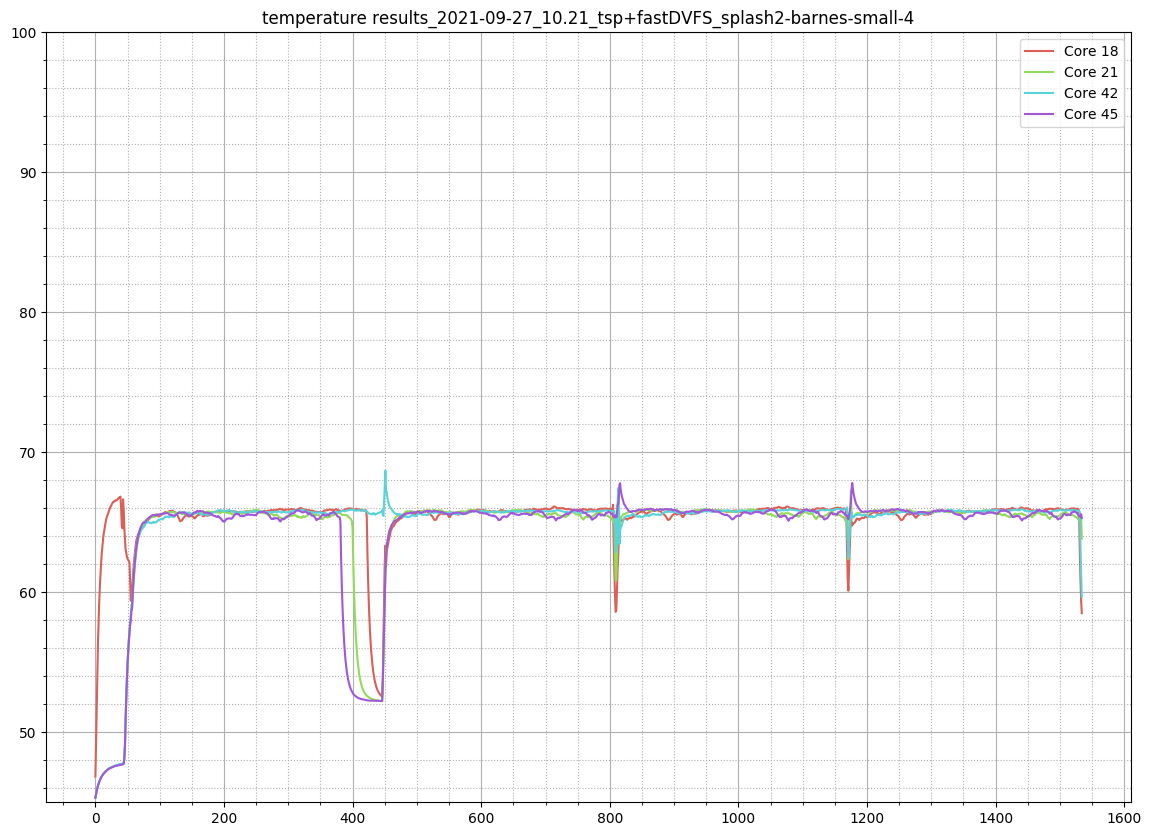 temperature results_2021-09-27_10.21_tsp+fastDVFS_splash2-barnes-small-4
100
90
80
70
60
50
0 200 400 600 800 1000 1200 1400 1600
Core 18
Core 21
Core 42
Core 45